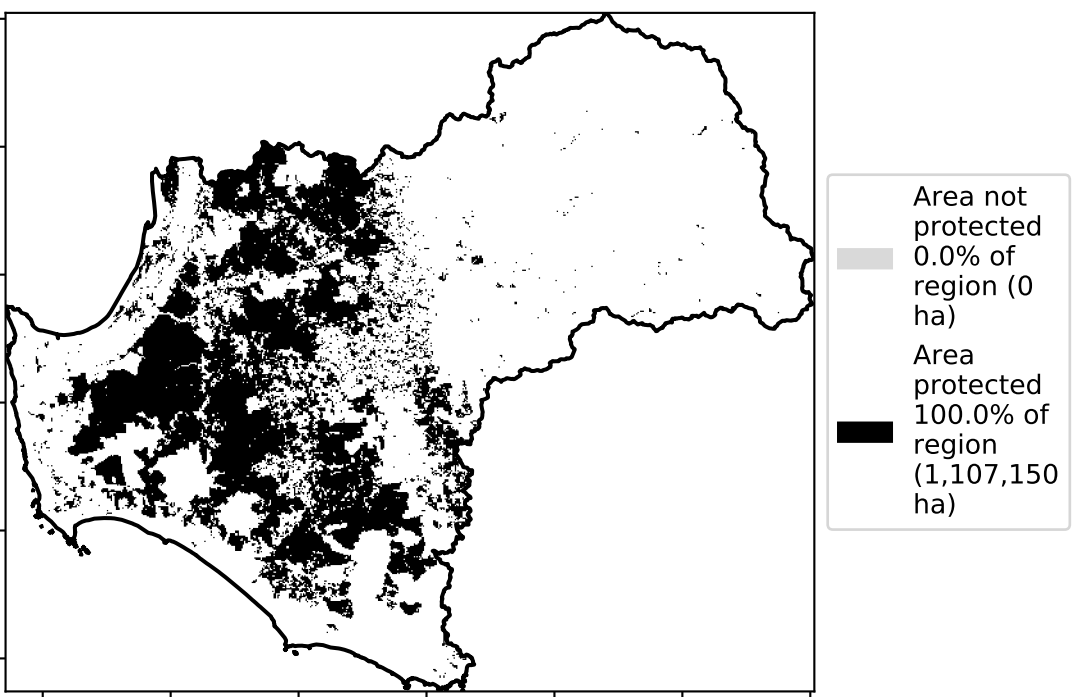 Area not
protected
0.0% of
region (0
ha)
Area
protected
100.0% of
region
(1,107,150
ha)